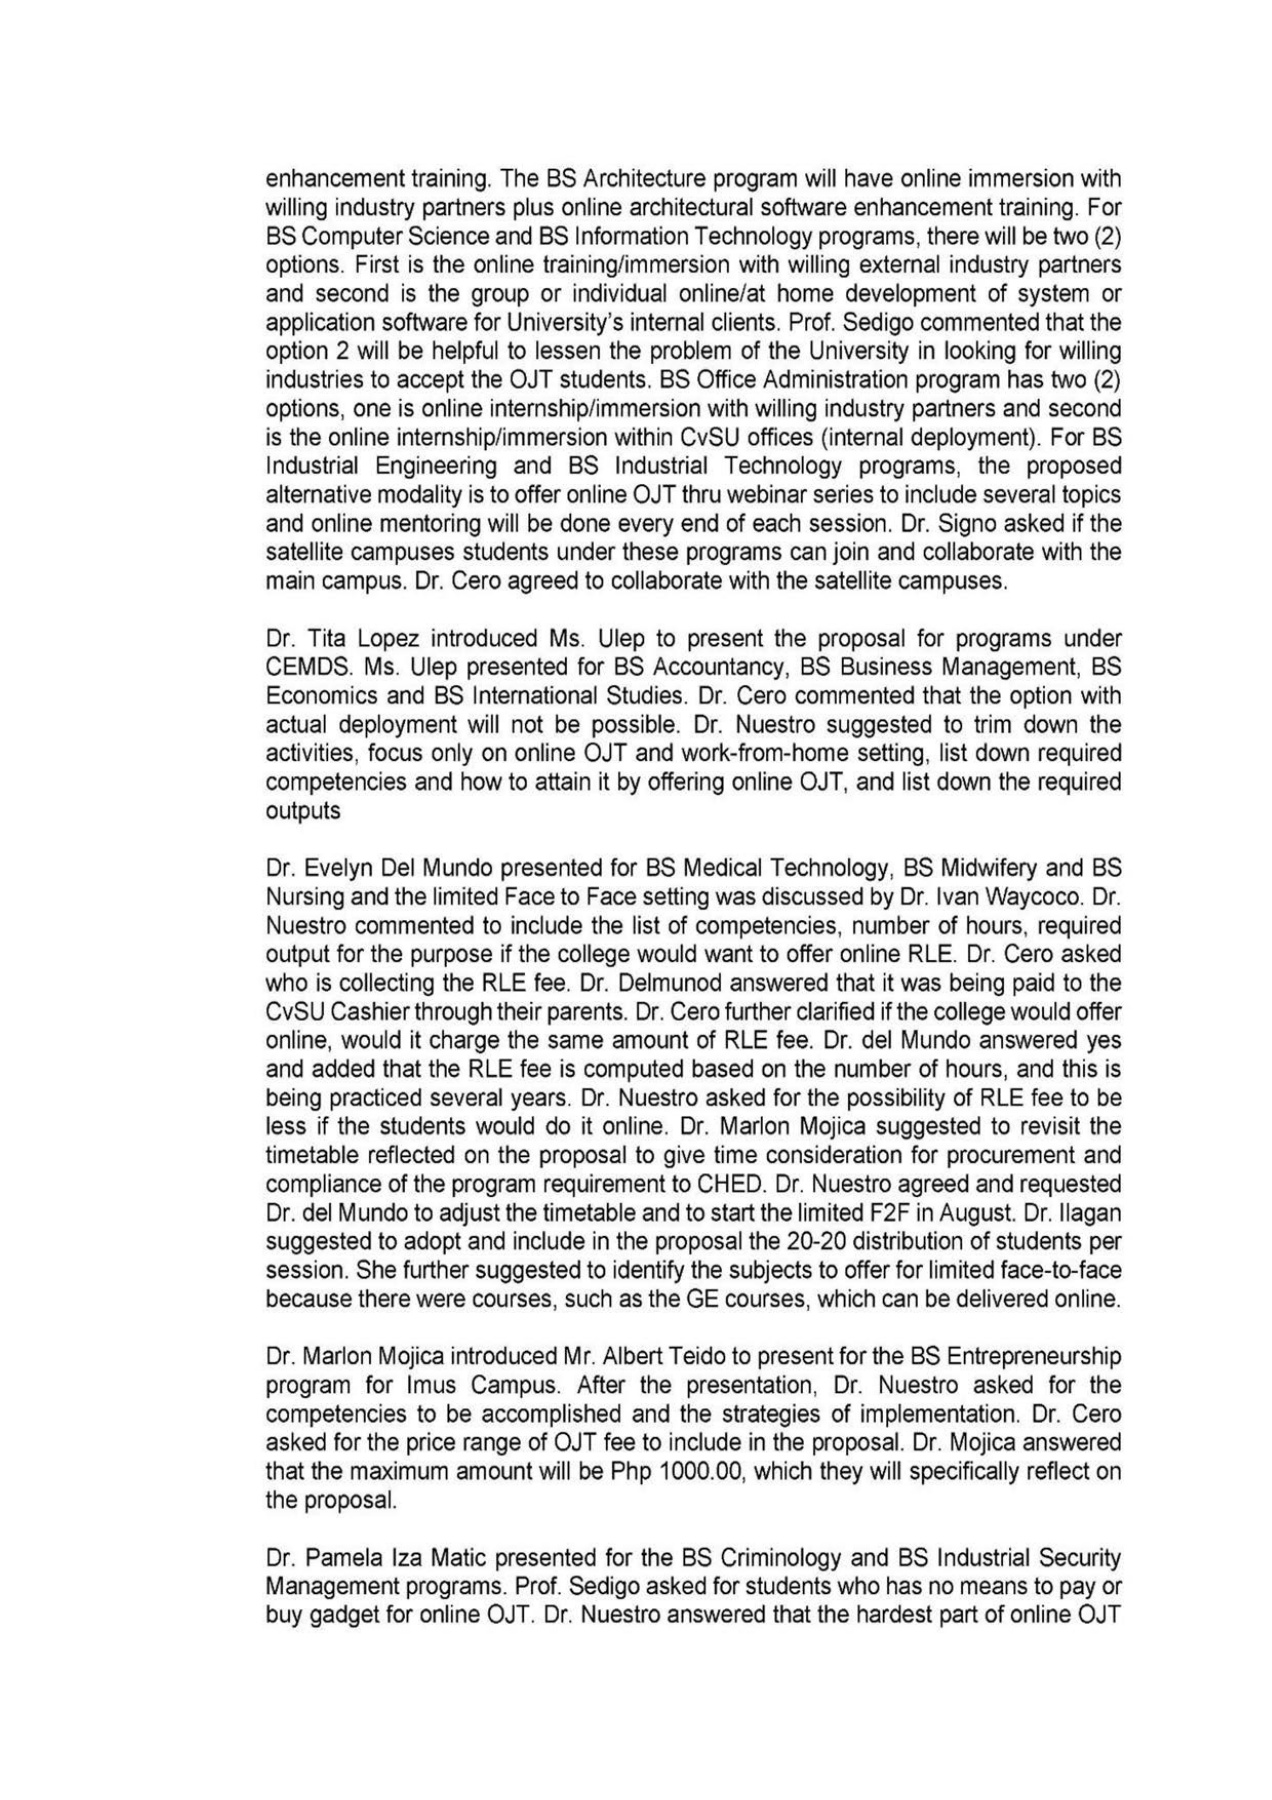 enhancement training. The BS Architecture program will have online immersion with
willing industry partners plus online architectural software enhancement training. For
BS Computer Science and BS Information Technology programs, there will be two (2)
options. First is the online training/immersion with willing external industry partners
and second is the group or individual online/at home development of system or
application software for University's internal clients. Prof. Sedigo commented that the
option 2 will be helpful to lessen the problem of the University in looking for willing
industries to accept the OJT students. BS Office Administration program has two (2)
options, one is online internship/immersion with willing industry partners and second
is the online internship/immersion within CvSU offices (internal deployment). For BS
Industrial Engineering and BS Industrial Technology programs, the proposed
alternative modality is to offer online OJT thru webinar series to include several topics
and online mentoring will be done every end of each session. Dr. Signo asked if the
satellite campuses students under these programs can join and collaborate with the
main campus. Dr. Cero agreed to collaborate with the satellite campuses.
Dr. Tita Lopez introduced Ms. Ulep to present the proposal for programs under
CEMDS. Ms. Ulep presented for BS Accountancy, BS Business Management, BS
Economics and BS International Studies. Dr. Cero commented that the option with
actual deployment will not be possible. Dr. Nuestro suggested to trim down the
activities, focus only on online OJT and work-from-home setting, list down required
competencies and how to attain it by offering online OJT, and list down the required
outputs
Dr. Evelyn Del Mundo presented for BS Medical Technology, BS Midwifery and BS
Nursing and the limited Face to Face setting was discussed by Dr. Ivan Waycoco. Dr.
Nuestro commented to include the list of competencies, number of hours, required
output for the purpose if the college would want to offer online RLE. Dr. Cero asked
who is collecting the RLE fee. Dr. Delmunod answered that it was being paid to the
CvSU Cashier through their parents. Dr. Cero further clarified if the college would offer
online, would it charge the same amount of RLE fee. Dr. del Mundo answered yes
and added that the RLE fee is computed based on the number of hours, and this is
being practiced several years. Dr. Nuestro asked for the possibility of RLE fee to be
less if the students would do it online. Dr. Marlon Mojica suggested to revisit the
timetable reflected on the proposal to give time consideration for procurement and
compliance of the program requirement to CHED. Dr. Nuestro agreed and requested
Dr. del Mundo to adjust the timetable and to start the limited F2F in August. Dr. Ilagan
suggested to adopt and include in the proposal the 20-20 distribution of students per
session. She further suggested to identify the subjects to offer for limited face-to-face
because there were courses, such as the GE courses, which can be delivered online.
Dr. Marlon Mojica introduced Mr. Albert Teido to present for the BS Entrepreneurship
program for Imus Campus. After the presentation, Dr. Nuestro asked for the
competencies to be accomplished and the strategies of implementation. Dr. Cero
asked for the price range of OJT fee to include in the proposal. Dr. Mojica answered
that the maximum amount will be Php 1000.00, which they will specifically reflect on
the proposal.
Dr. Pamela Iza Matic presented for the BS Criminology and BS Industrial Security
Management programs. Prof. Sedigo asked for students who has no means to pay or
buy gadget for online OJT. Dr. Nuestro answered that the hardest part of online OJT